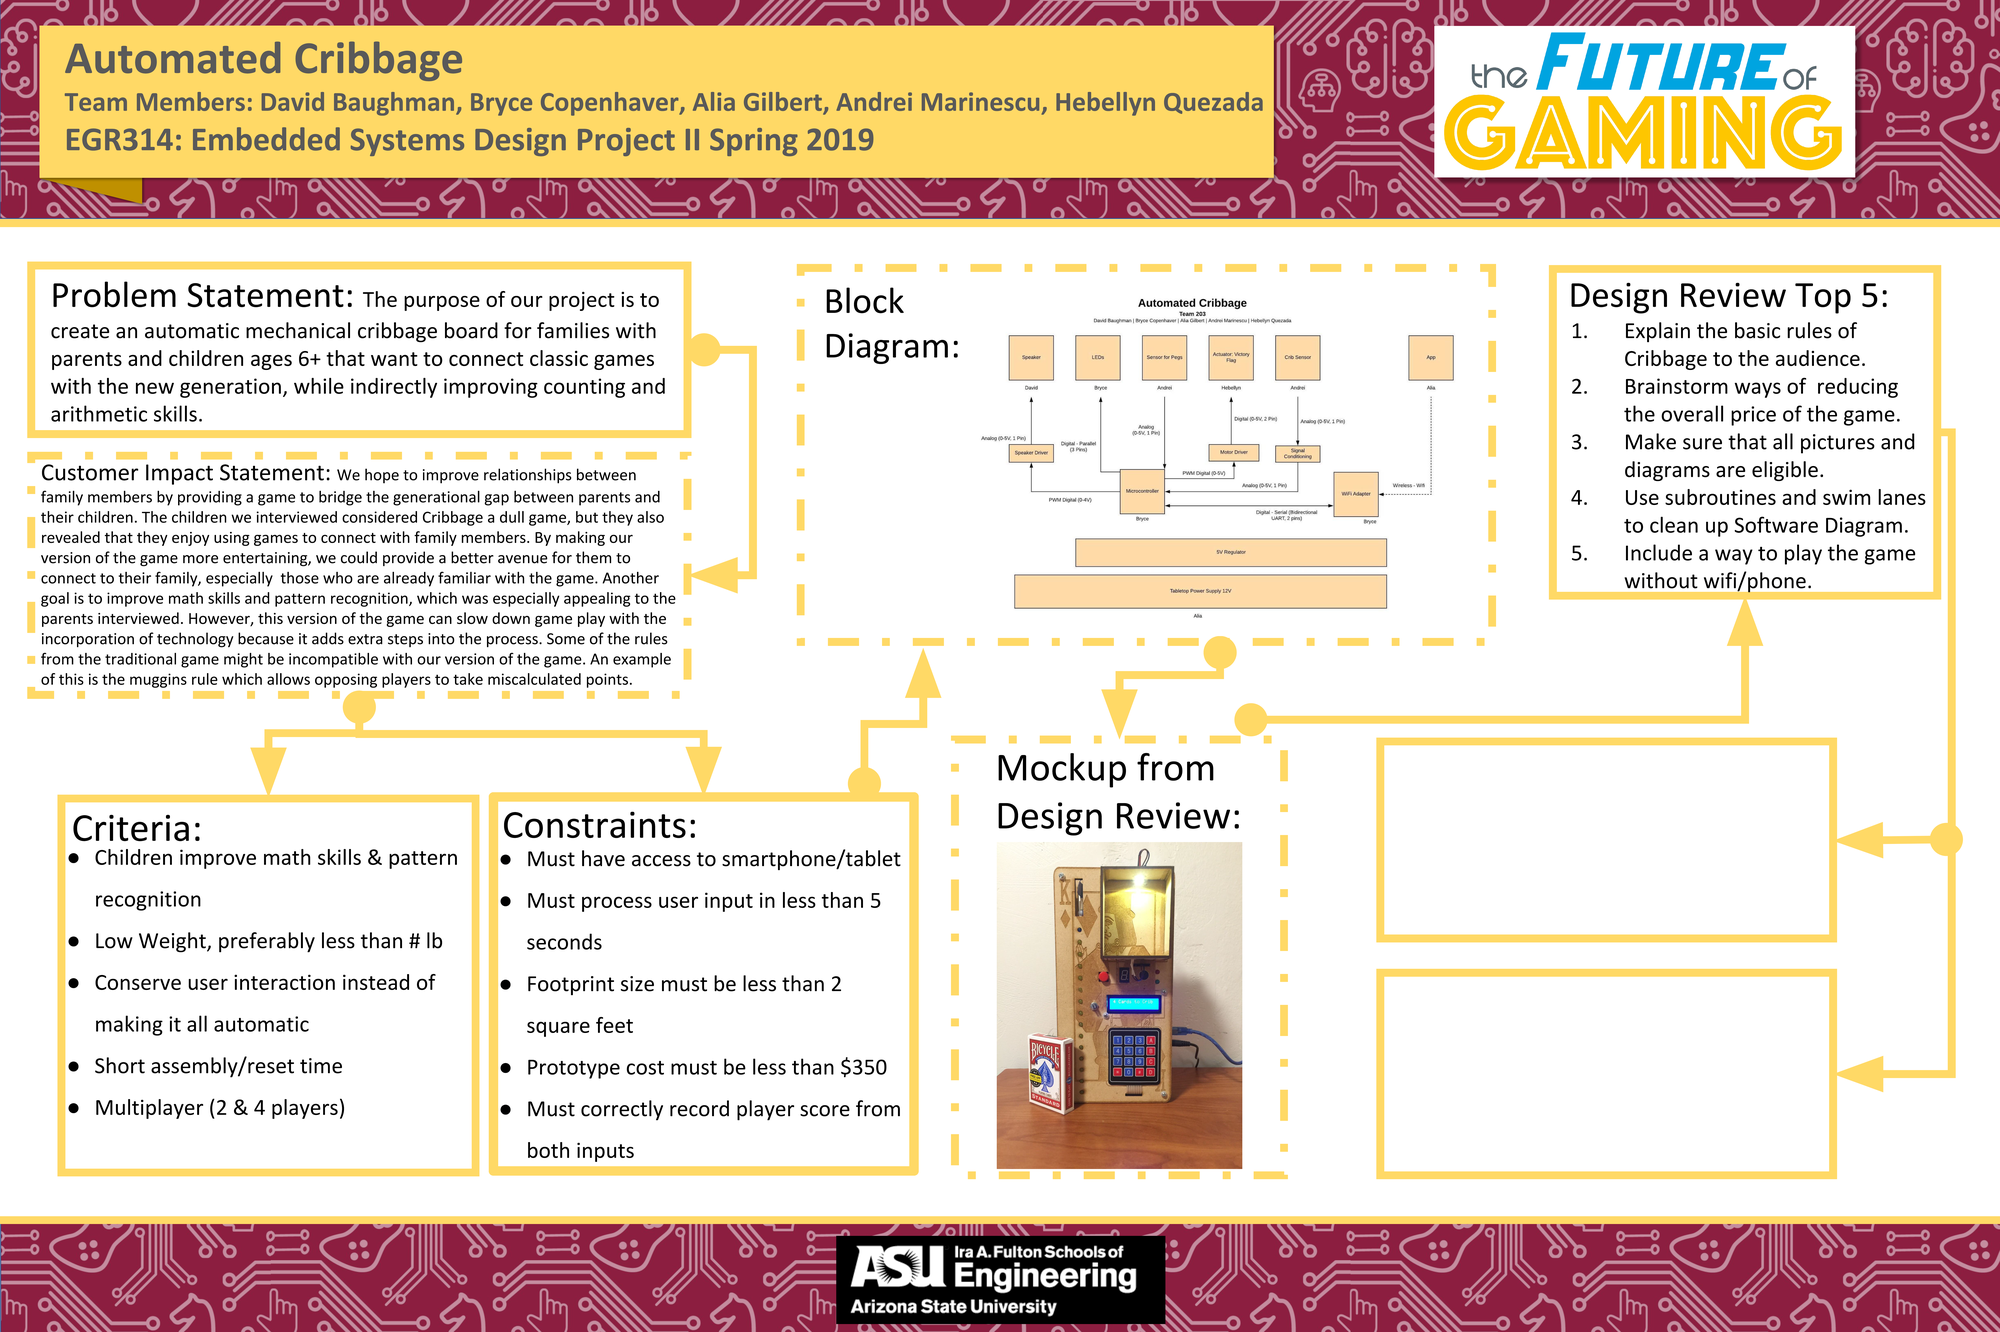 Automated Cribbage
Team Members: David Baughman, Bryce Copenhaver, Alia Gilbert, Andrei Marinescu, Hebellyn Quezada
EGR314: Embedded Systems Design Project II Spring 2019
the FUTURE OF
GAMING
Problem Statement: The purpose of our project is to
create an automatic mechanical cribbage board for families with
parents and children ages 6+ that want to connect classic games
with the new generation, while indirectly improving counting and
arithmetic skills.
Customer Impact Statement: We hope to improve relationships between
family members by providing a game to bridge the generational gap between parents and
their children. The children we interviewed considered Cribbage a dull game, but they also
revealed that they enjoy using games to connect with family members. By making our
version of the game more entertaining, we could provide a better avenue for them to
connect to their family, especially  those who are already familiar with the game. Another
goal is to improve math skills and pattern recognition, which was especially appealing to the
parents interviewed. However, this version of the game can slow down game play with the
incorporation of technology because it adds extra steps into the process. Some of the rules
from the traditional game might be incompatible with our version of the game. An example
of this is the muggins rule which allows opposing players to take miscalculated points.
Criteria:
● Children improve math skills & pattern
recognition
● Low Weight, preferably less than # lb
● Conserve user interaction instead of
making it all automatic
● Short assembly/reset time
● Multiplayer (2 & 4 players)
Constraints:
● Must have access to smartphone/tablet
● Must process user input in less than 5
seconds
● Footprint size must be less than 2
square feet
● Prototype cost must be less than $350
● Must correctly record player score from
both inputs
Block
Diagram:
Automated Cribbage
Team 203
David Baughman | Bryce Copenhaver | Alia Gilbert | Andrei Marinescu | Hebellyn Quezada
Speaker
LEDs
Sensor for Pegs
Actuator: Victory
Flag
Crib Sensor
App
David
Bryce
Andrei
Hebellyn
Andrei
Alia
Analog (0-5V, 1 Pin)
Digital - Parallel
(3 Pins)
Analog
(0-5V, 1 Pin)
Digital (0-5V, 2 Pin)
Analog (0-5V, 1 Pin)
Speaker Driver
Motor Driver
Signal
Conditioning
PWM Digital (0-4V)
Microcontroller
Bryce
PWM Digital (0-5V)
Analog (0-5V, 1 Pin)
Digital - Serial (Bidirectional
UART, 2 pins)
WiFi Adapter
Bryce
Wireless - Wifi
5V Regulator
Tabletop Power Supply 12V
Alia
Mockup from
Design Review:
K
BICYCLE
STANDARD
1 2 3 A
4 5 6 B
7 8 9 C
* 0 # D
Design Review Top 5:
1. Explain the basic rules of
Cribbage to the audience.
2. Brainstorm ways of  reducing
the overall price of the game.
3. Make sure that all pictures and
diagrams are eligible.
4. Use subroutines and swim lanes
to clean up Software Diagram.
5. Include a way to play the game
without wifi/phone.
ASU Ira A. Fulton Schools of
Engineering
Arizona State University